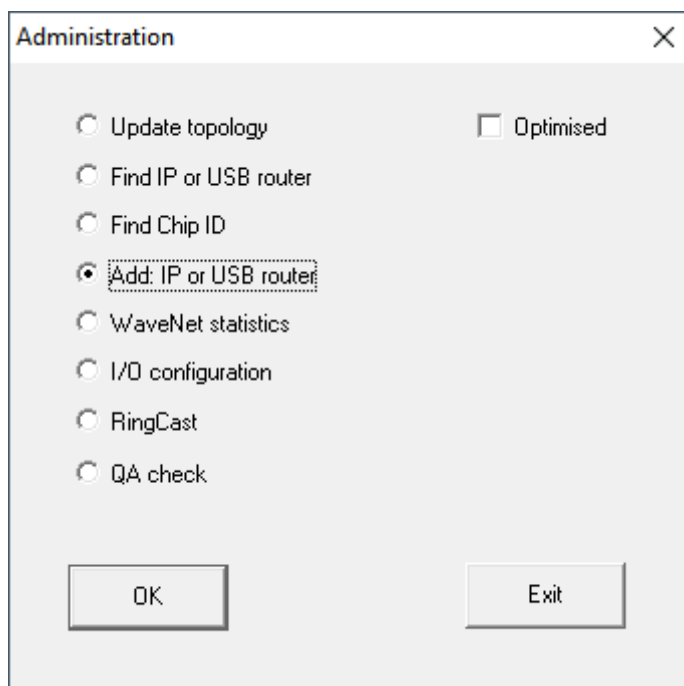 Administration
Update topology
Optimised
Find IP or USB router
Find Chip ID
Add: IP or USB router
WaveNet statistics
I/O configuration
RingCast
QA check
OK
Exit